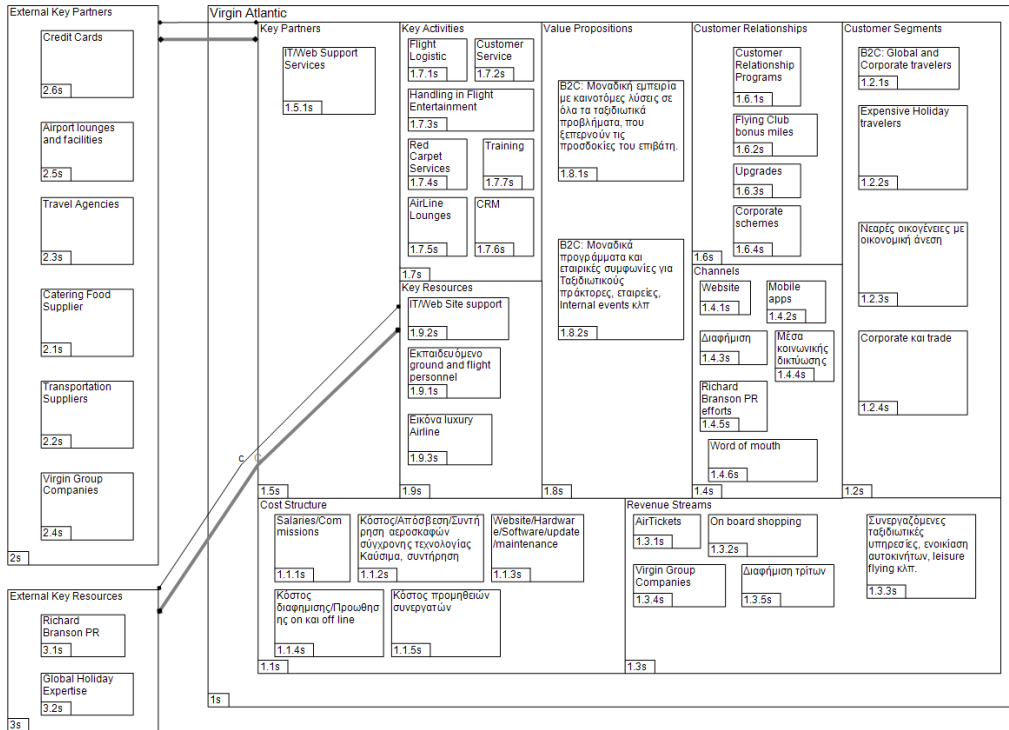 External Key Partners
Credit Cards
2.6s
Airport lounges
and facilities
2.5s
Travel Agencies
2.3s
Catering Food
Supplier
2.1s
Transportation
Suppliers
2.2s
Virgin Group
Companies
2.4s
2s
External Key Resources
Richard
Branson PR
3.1s
Global Holiday
Expertise
3.2s
3s
Virgin Atlantic
Key Partners
IT/Web Support
Services
1.5.1s
1.5s
Key Activities
Flight
Logistic
1.7.1s
Customer
Service
1.7.2s
Handling in Flight
Entertainment
1.7.3s
Red
Carpet
Services
1.7.4s
Training
1.7.7s
AirLine
Lounges
1.7.5s
CRM
1.7.6s
1.7s
Key Resources
IT/Web Site support
1.9.2s
Εκπαιδευόμενο
ground and flight
personnel
1.9.1s
Εικόνα luxury
Airline
1.9.3s
1.9s
Value Propositions
B2C: Μοναδική εμπειρία
με καινοτόμες λύσεις σε
όλα τα ταξιδιωτικά
προβλήματα, που
ξεπερνούν τις
προσδοκίες του επιβάτη.
1.8.1s
B2C: Μοναδικά
προγράμματα και
εταιρικές συμφωνίες για
Ταξιδιωτικούς
πράκτορες, εταιρείες,
Internal events κλπ
1.8.2s
1.8s
Customer Relationships
Customer
Relationship
Programs
1.6.1s
Flying Club
bonus miles
1.6.2s
Upgrades
1.6.3s
Corporate
schemes
1.6.4s
1.6s
Channels
Website
1.4.1s
Mobile
apps
1.4.2s
Διαφήμιση
1.4.3s
Μέσα
κοινωνικής
δικτύωσης
1.4.4s
Richard
Branson PR
efforts
1.4.5s
Word of mouth
1.4.6s
1.4s
Customer Segments
B2C: Global and
Corporate travelers
1.2.1s
Expensive Holiday
travelers
1.2.2s
Νεαρές οικογένειες με
οικονομική άνεση
1.2.3s
Corporate και trade
1.2.4s
1.2s
c
C
Cost Structure
Salaries/Com
missions
1.1.1s
Κόστος/Απόσβεση/Συντή
ρηση αεροσκαφών
σύγχρονης τεχνολογίας
Καύσιμα, συντήρηση
1.1.2s
Website/Hardwar
e/Software/update
/maintenance
1.1.3s
Κόστος
διαφημισης/Προωθησ
ης on και off line
1.1.4s
Κόστος προμηθειών
συνεργατών
1.1.5s
1.1s
Revenue Streams
AirTickets
1.3.1s
On board shopping
1.3.2s
Συνεργαζόμενες
ταξιδιωτικές
υπηρεσίες, ενοικίαση
αυτοκινήτων, leisure
flying κλπ.
1.3.3s
Virgin Group
Companies
1.3.4s
Διαφήμιση τρίτων
1.3.5s
1.3s
1s